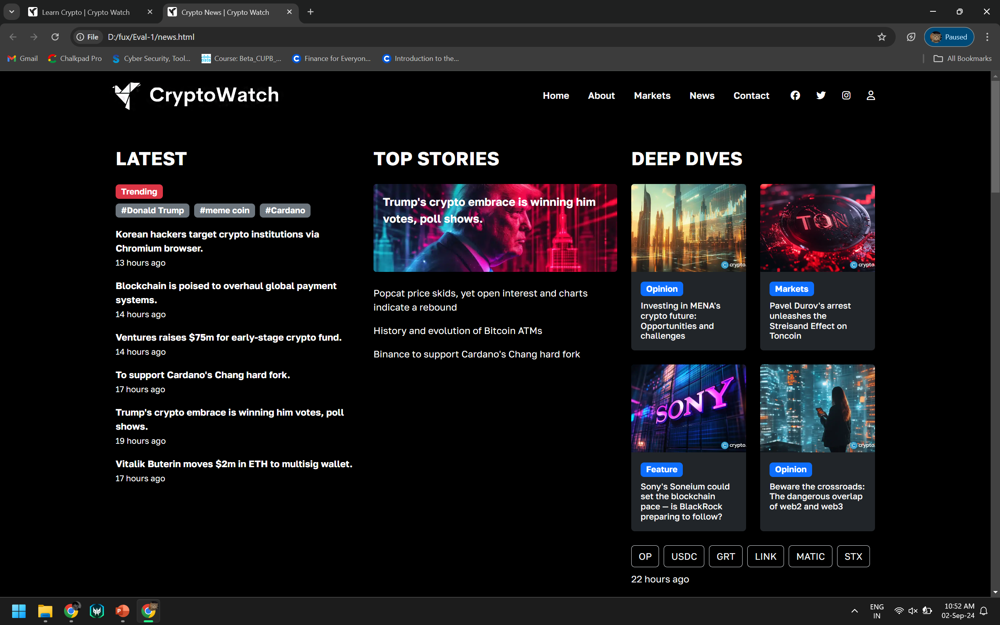 Learn Crypto | Crypto Watch
Crypto News | Crypto Watch
File
D:/fux/Eval-1/news.html
Paused
Gmail
Chalkpad Pro
Cyber Security, Tool...
Course: Beta_CUPB_...
Finance for Everyon...
Introduction to the...
All Bookmarks
CryptoWatch
Home
About
Markets
News
Contact
LATEST
Trending
#Donald Trump
#meme coin
#Cardano
Korean hackers target crypto institutions via
Chromium browser.
13 hours ago
Blockchain is poised to overhaul global payment
systems.
14 hours ago
Ventures raises $75m for early-stage crypto fund.
14 hours ago
To support Cardano's Chang hard fork.
17 hours ago
Trump's crypto embrace is winning him votes, poll
shows.
19 hours ago
Vitalik Buterin moves $2m in ETH to multisig wallet.
17 hours ago
TOP STORIES
Trump's crypto embrace is winning him
votes, poll shows.
Popcat price skids, yet open interest and charts
indicate a rebound
History and evolution of Bitcoin ATMs
Binance to support Cardano's Chang hard fork
DEEP DIVES
crypto.
Opinion
Investing in MENA's
crypto future:
Opportunities and
challenges
TON
crypto.
Markets
Pavel Durov's arrest
unleashes the
Streisand Effect on
Toncoin
SONY
crypto.
Feature
Sony's Soneium could
set the blockchain
pace — is BlackRock
preparing to follow?
crypto.
Opinion
Beware the crossroads:
The dangerous overlap
of web2 and web3
OP
USDC
GRT
LINK
MATIC
STX
22 hours ago
ENG
IN
10:52 AM
02-Sep-24